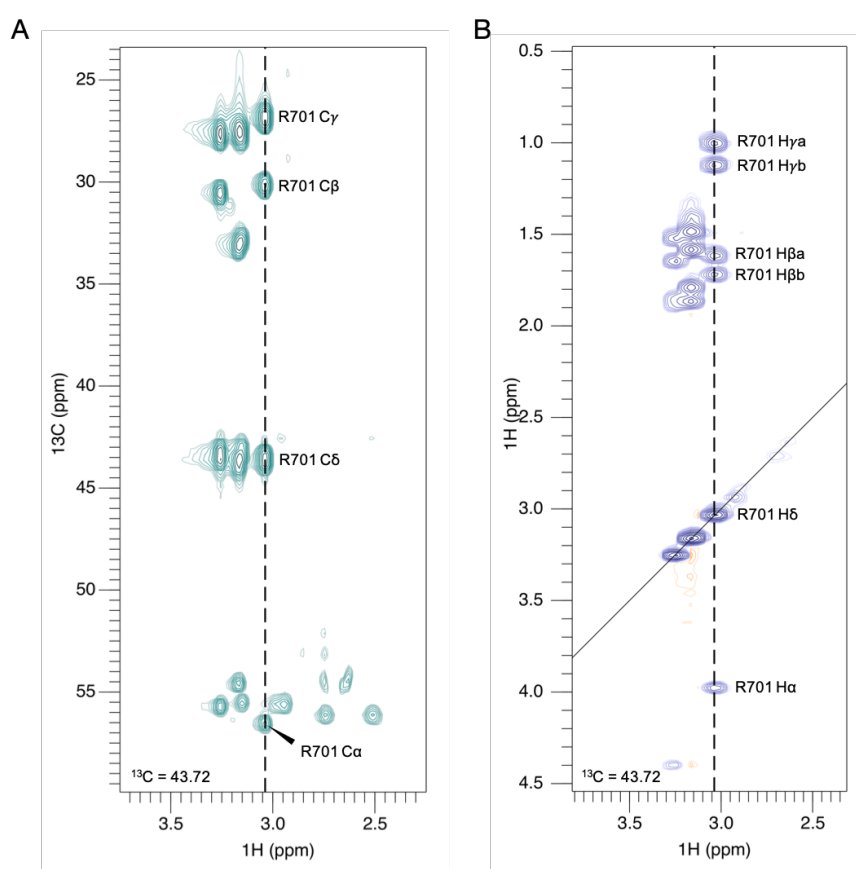 A
25
30
35
40
45
50
55
13C (ppm)
R701 Cγ
R701 Cβ
R701 Cδ
R701 Cα
¹³C = 43.72
3.5
3.0
2.5
1H (ppm)
B
0.5
1.0
1.5
2.0
2.5
3.0
3.5
4.0
4.5
1H (ppm)
R701 Hγa
R701 Hγb
R701 Hβa
R701 Hβb
R701 Hδ
R701 Hα
¹³C = 43.72
3.5
3.0
2.5
1H (ppm)